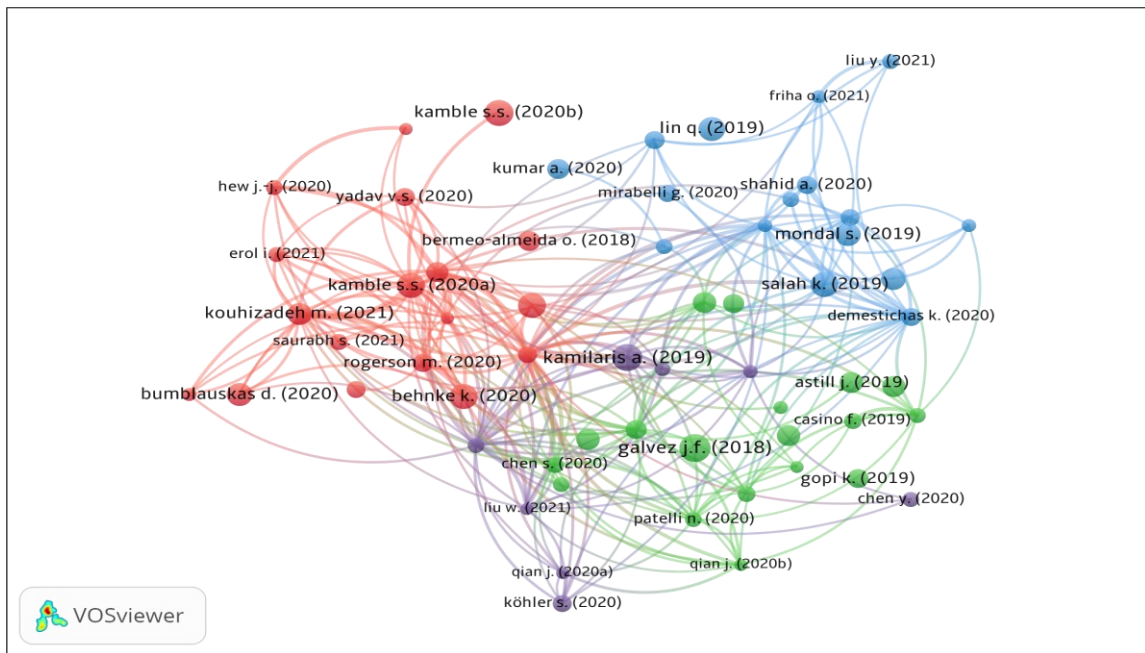 liu y. (2021)
friha o. (2021)
kamble s.s. (2020b)
lin q. (2019)
kumar a. (2020)
hew j.-j. (2020)
yadav v.s. (2020)
mirabelli g. (2020)
shahid a. (2020)
bermeo-almeida o. (2018)
mondal s. (2019)
erol i. (2021)
kamble s.s. (2020a)
salah k. (2019)
kouhizadeh m. (2021)
demestichas k. (2020)
saurabh s. (2021)
rogerson m. (2020)
kamilaris a. (2019)
bumblauskas d. (2020)
behnke k. (2020)
astill j. (2019)
casino f. (2019)
galvez j.f. (2018)
chen s. (2020)
gopi k. (2019)
chen y. (2020)
liu w. (2021)
patelli n. (2020)
qian j. (2020a)
qian j. (2020b)
köhler s. (2020)
VOSviewer